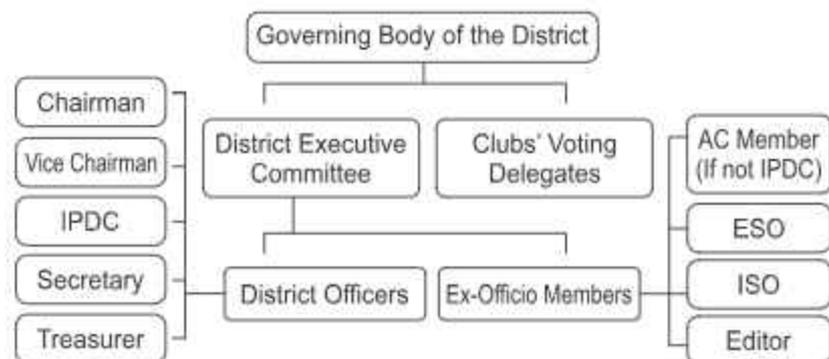 Governing Body of the District
Chairman
Vice Chairman
IPDC
Secretary
Treasurer
District Executive
Committee
Clubs' Voting
Delegates
District Officers
Ex-Officio Members
AC Member
(If not IPDC)
ESO
ISO
Editor